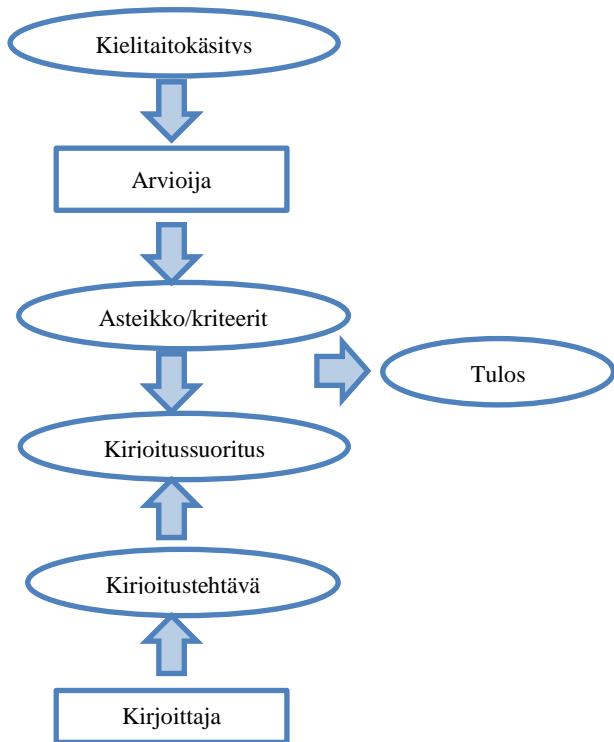 Kielitaitokäsitys
Arvioija
Asteikko/kriteerit
Tulos
Kirjoitussuoritus
Kirjoitustehtävä
Kirjoittaja